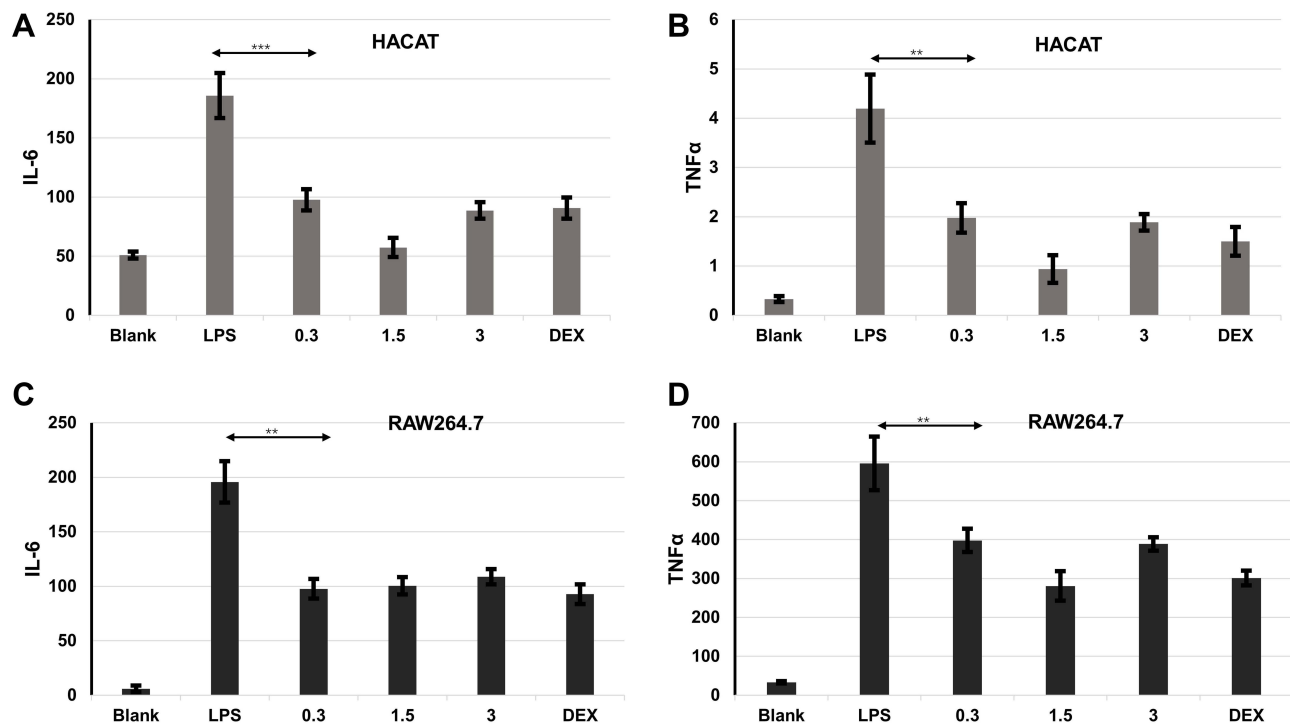 A
HACAT
IL-6
250
200
150
100
50
0
***
Blank LPS 0.3 1.5 3 DEX
B
HACAT
TNFα
6
5
4
3
2
1
0
**
Blank LPS 0.3 1.5 3 DEX
C
RAW264.7
IL-6
250
200
150
100
50
0
**
Blank LPS 0.3 1.5 3 DEX
D
RAW264.7
TNFα
700
600
500
400
300
200
100
0
**
Blank LPS 0.3 1.5 3 DEX